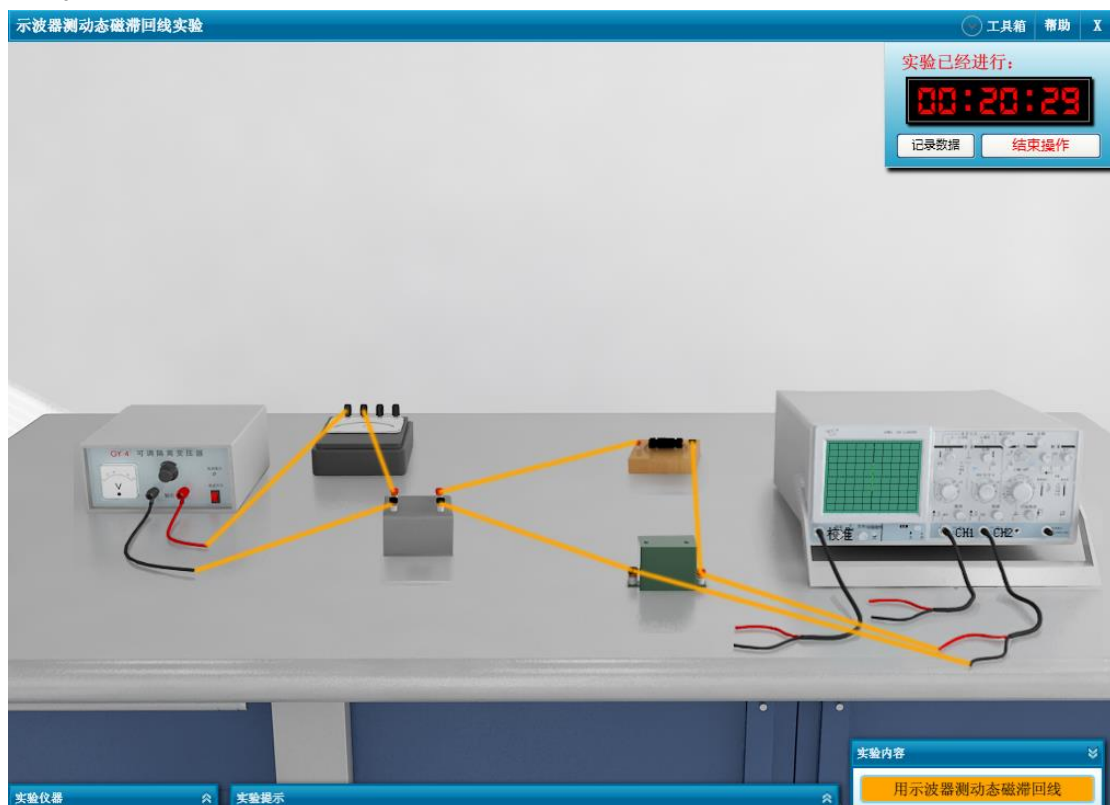 示波器测动态磁滞回线实验
工具箱 帮助 X
实验已经进行：
00:20:29
记录数据 结束操作
GY-4 可调隔离变压器
V
校准 CH1 CH2
实验内容
用示波器测动态磁滞回线
实验仪器 实验提示